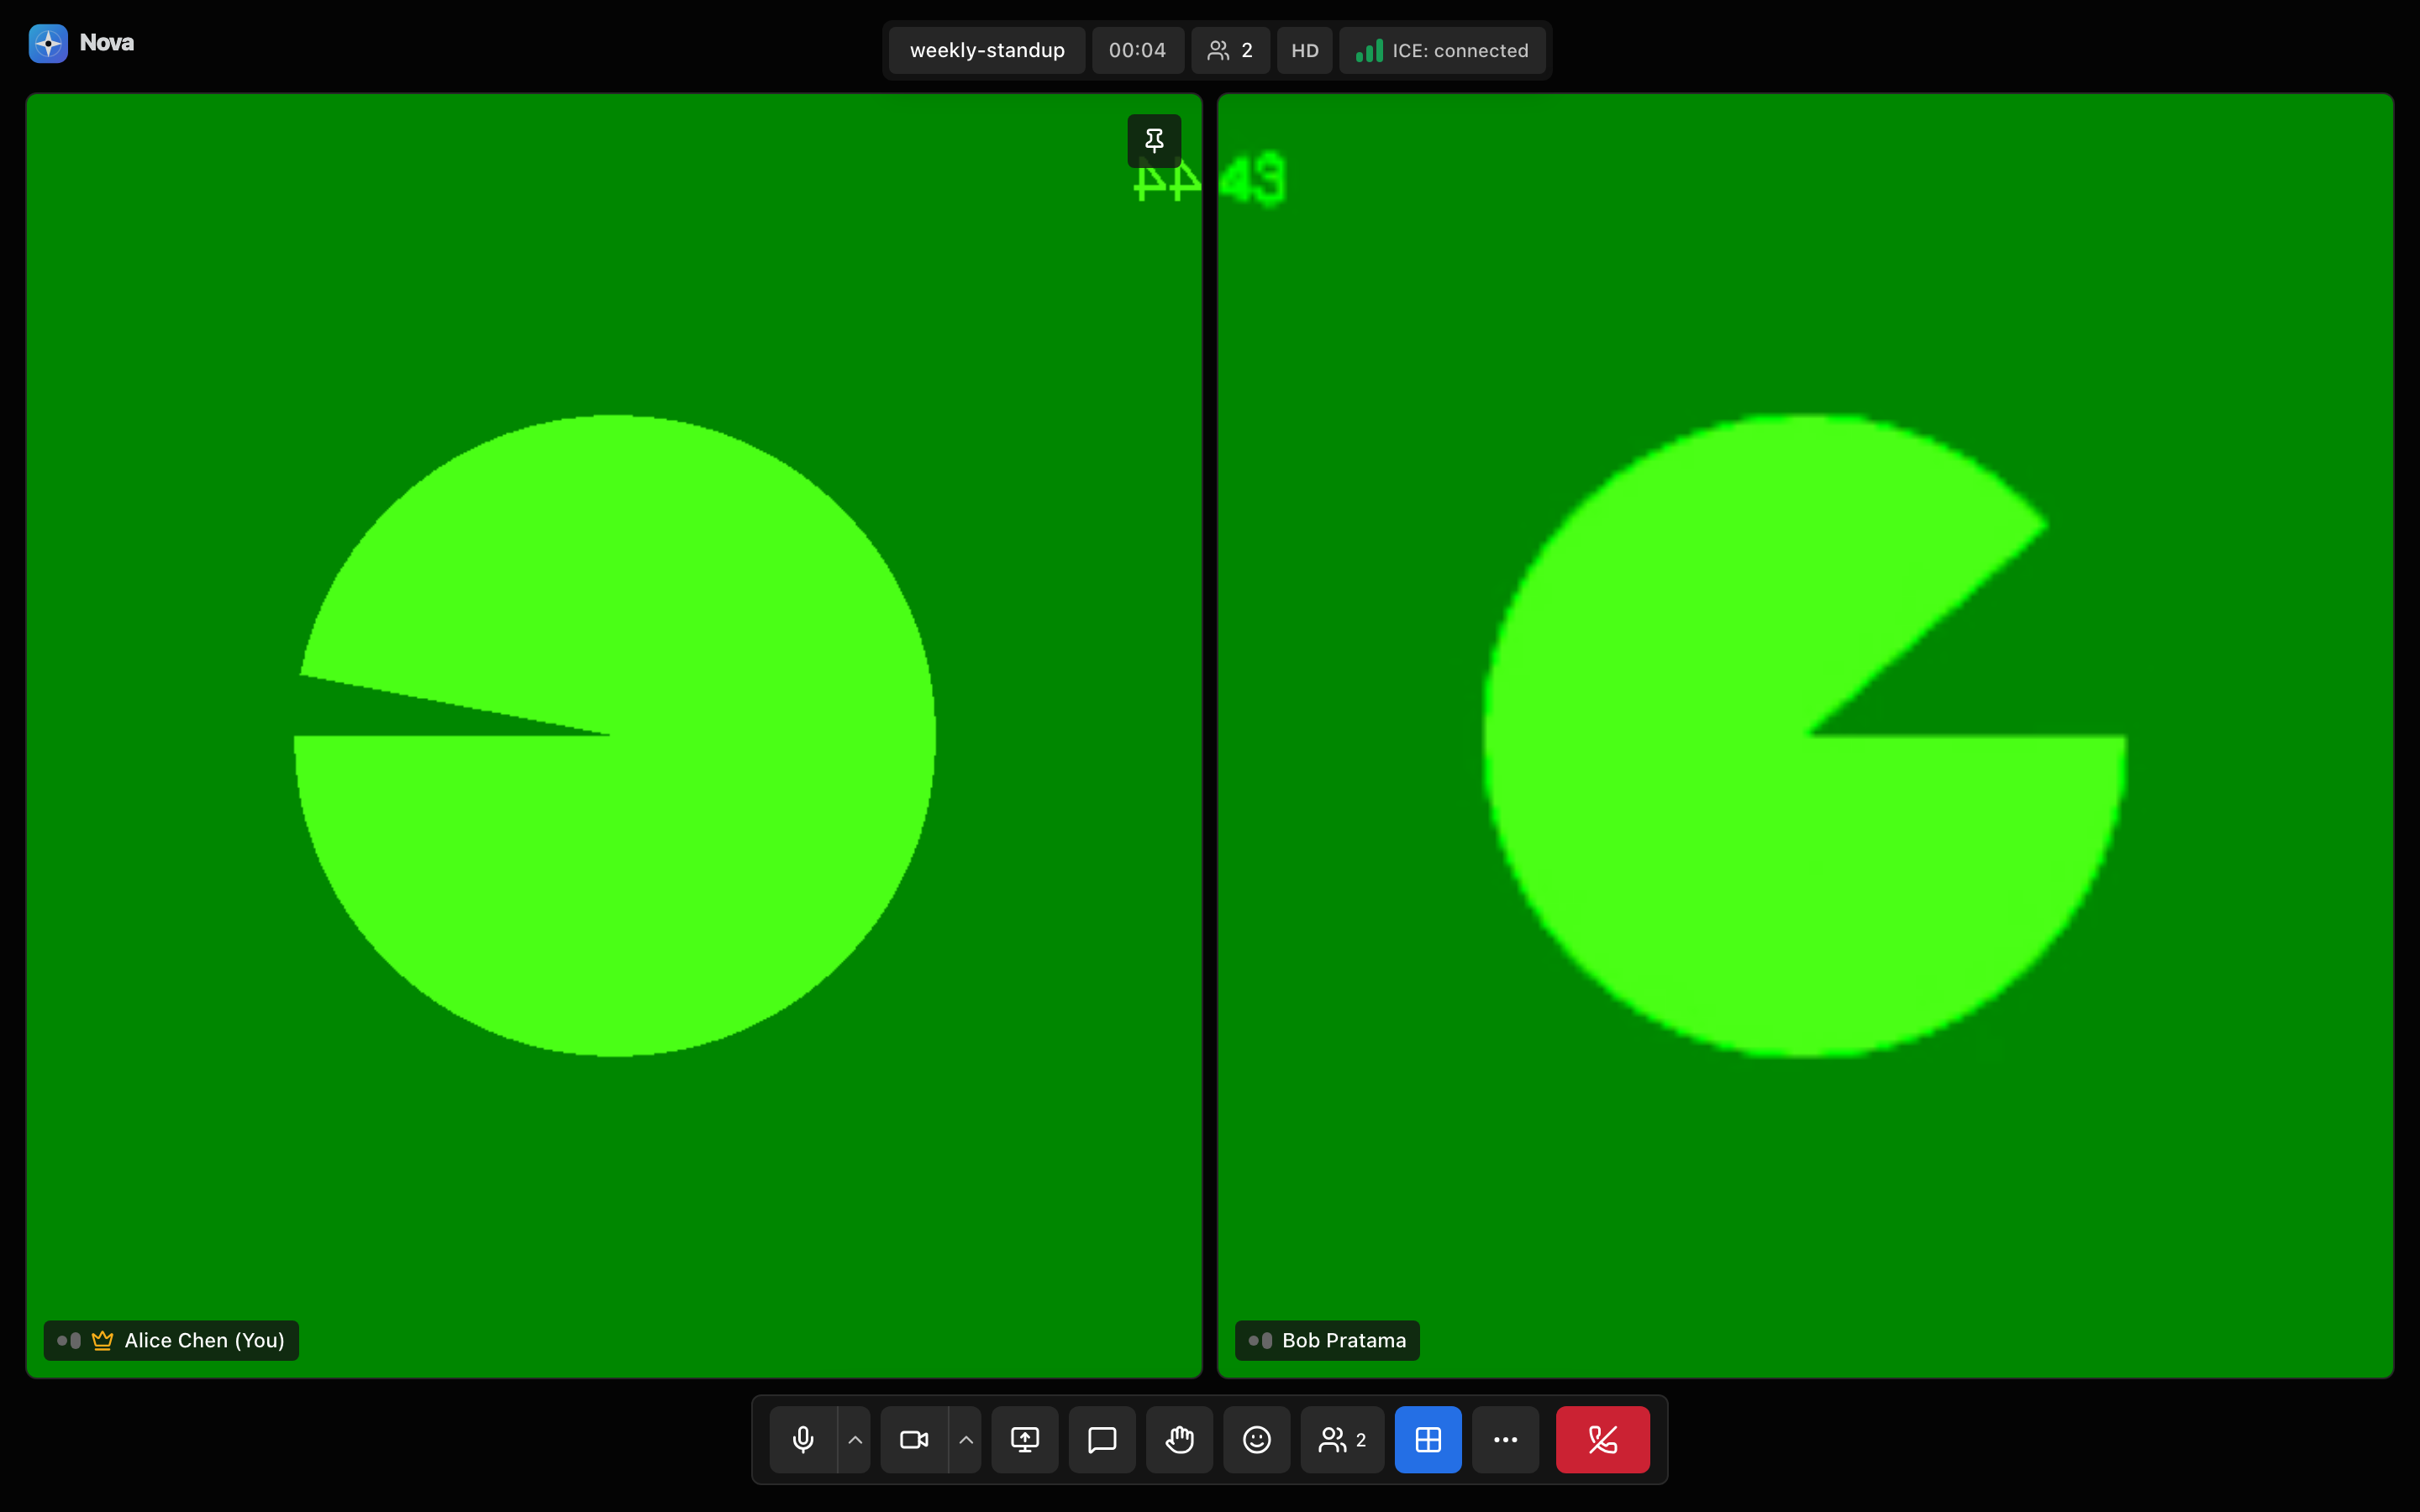 Nova
weekly-standup
00:04
2
HD
ICE: connected
44
43
Alice Chen (You)
Bob Pratama
2